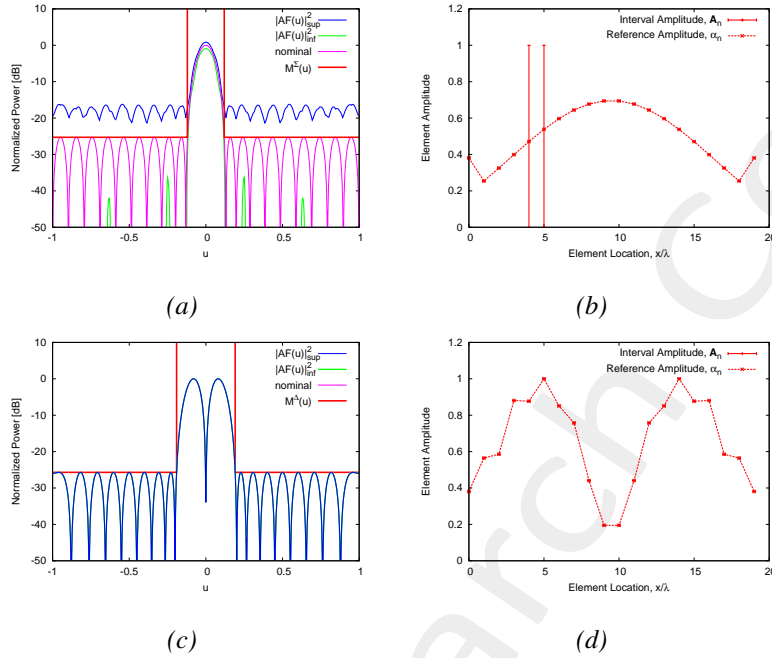 |AF(u)|²sup
|AF(u)|²inf
nominal
M^Σ(u)
Normalized Power [dB]
10
0
-10
-20
-30
-40
-50
-1
-0.5
0
0.5
1
u
(a)
Interval Amplitude, Aₙ
Reference Amplitude, αₙ
Element Amplitude
1.2
1
0.8
0.6
0.4
0.2
0
0
5
10
15
20
Element Location, x/λ
(b)
|AF(u)|²sup
|AF(u)|²inf
nominal
M^Δ(u)
Normalized Power [dB]
10
0
-10
-20
-30
-40
-50
-1
-0.5
0
0.5
1
u
(c)
Interval Amplitude, Aₙ
Reference Amplitude, αₙ
Element Amplitude
1.2
1
0.8
0.6
0.4
0.2
0
0
5
10
15
20
Element Location, x/λ
(d)